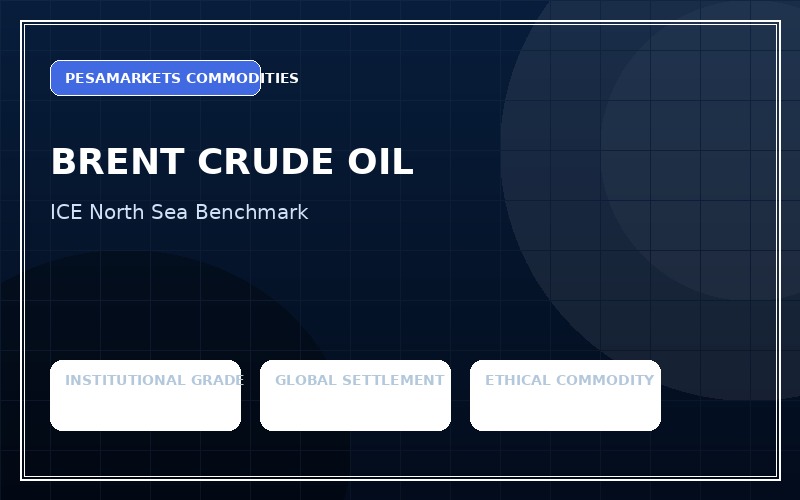 PESAMARKETS COMMODITIES
BRENT CRUDE OIL
ICE North Sea Benchmark
INSTITUTIONAL GRADE
GLOBAL SETTLEMENT
ETHICAL COMMODITY